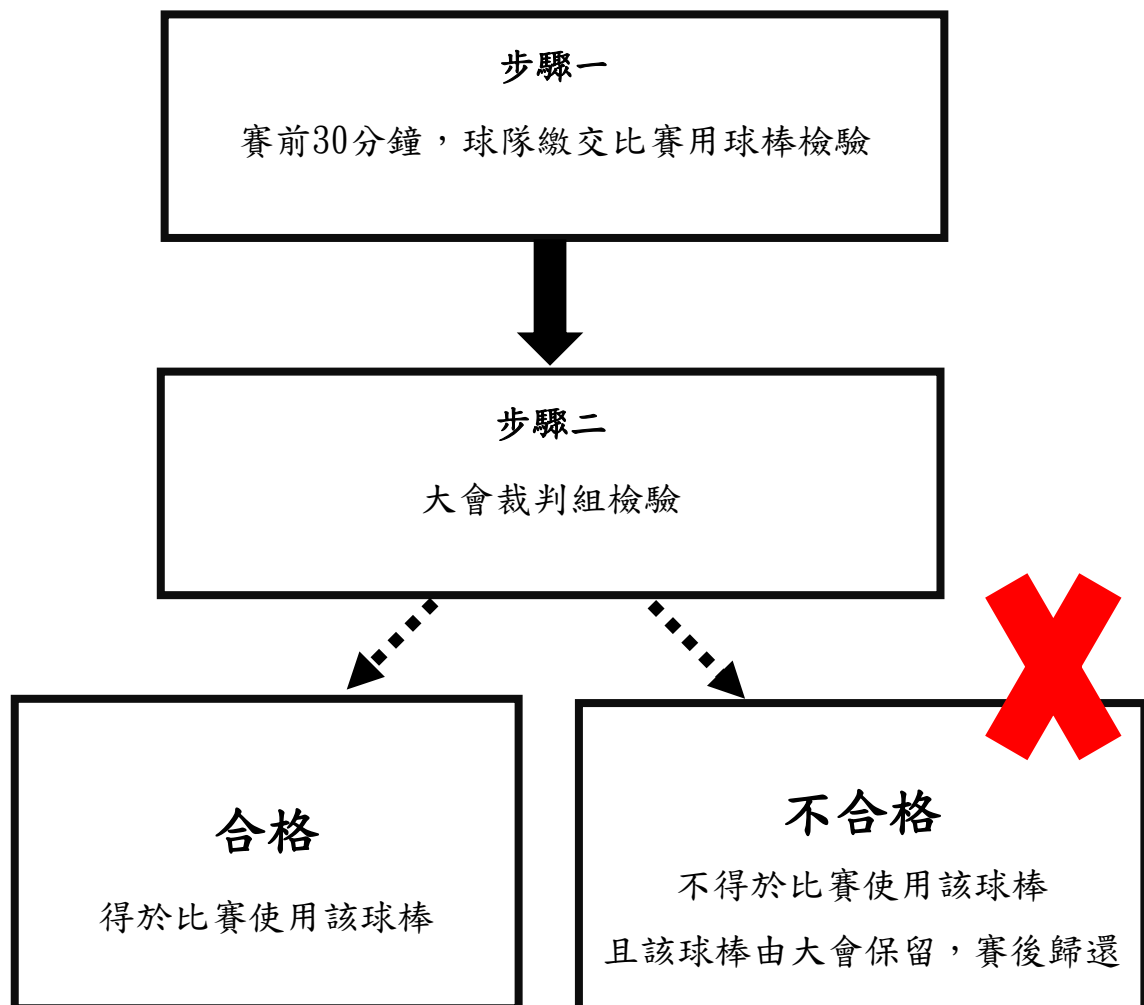 步驟一
賽前30分鐘，球隊繳交比賽用球棒檢驗
步驟二
大會裁判組檢驗
合格
得於比賽使用該球棒
不合格
不得於比賽使用該球棒
且該球棒由大會保留，賽後歸還